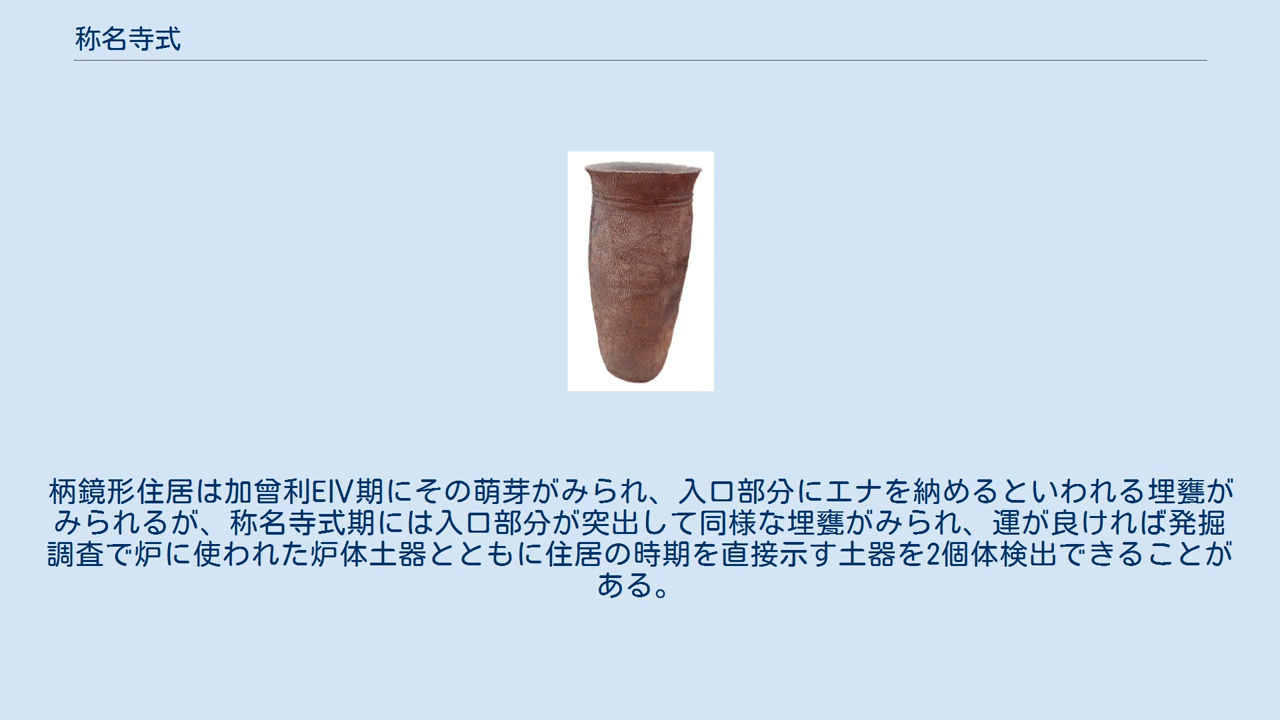 称名寺式
柄鏡形住居は加曾利EⅣ期にその萌芽がみられ、入口部分にエナを納めるといわれる埋甕が
みられるが、称名寺式期には入口部分が突出して同様な埋甕がみられ、運が良ければ発掘
調査で炉に使われた炉体土器とともに住居の時期を直接示す土器を2個体検出できることが
ある。